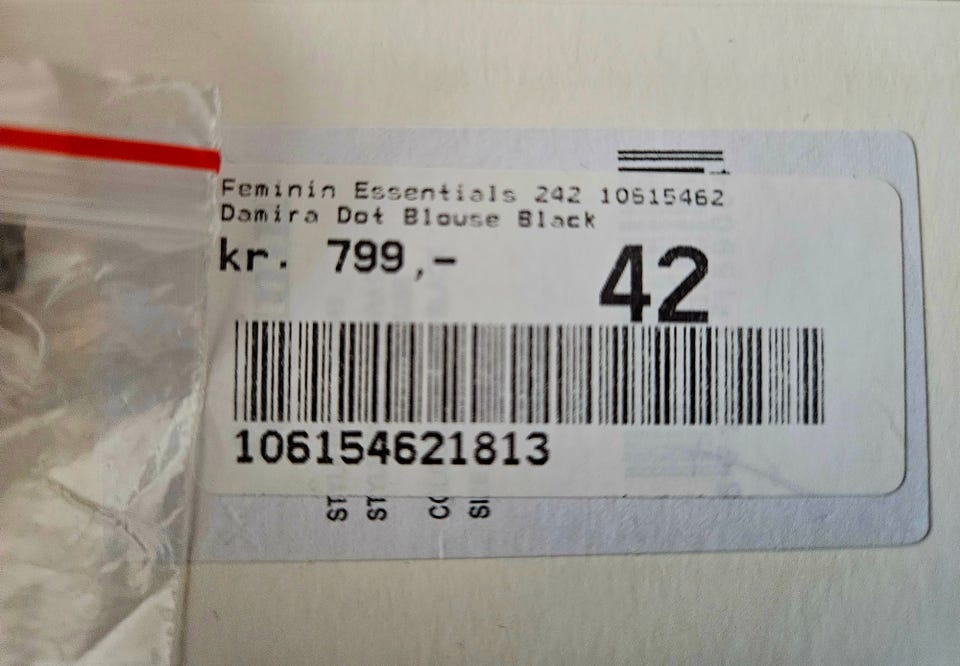 Feminin Essentials 242 10615462
Damira Dot Blouse Black
kr. 799,-
42
106154621813